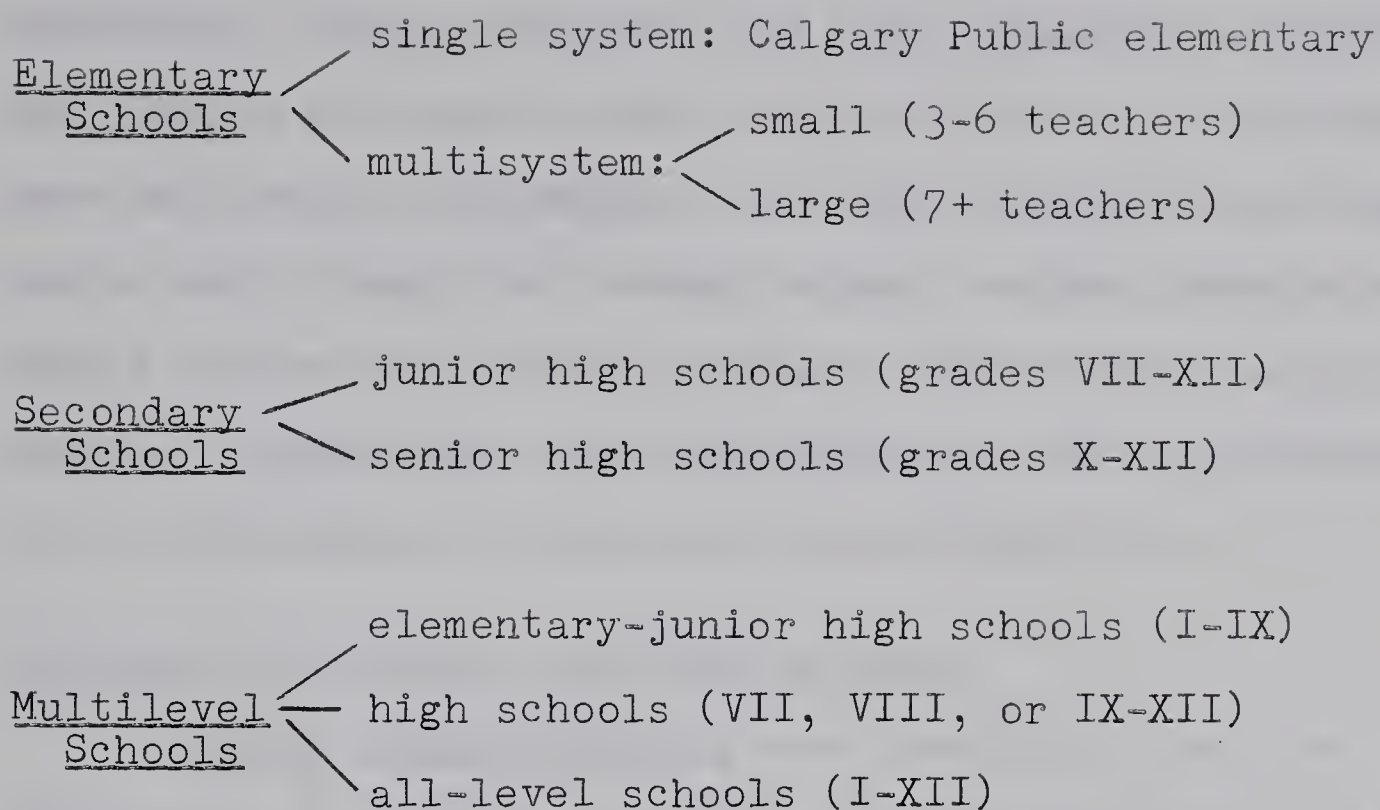 single system: Calgary Public elementary
Elementary
Schools
small (3-6 teachers)
multisystem:
large (7+ teachers)
junior high schools (grades VII-XII)
Secondary
Schools
senior high schools (grades X-XII)
elementary-junior high schools (I-IX)
Multilevel
Schools
high schools (VII, VIII, or IX-XII)
all-level schools (I-XII)